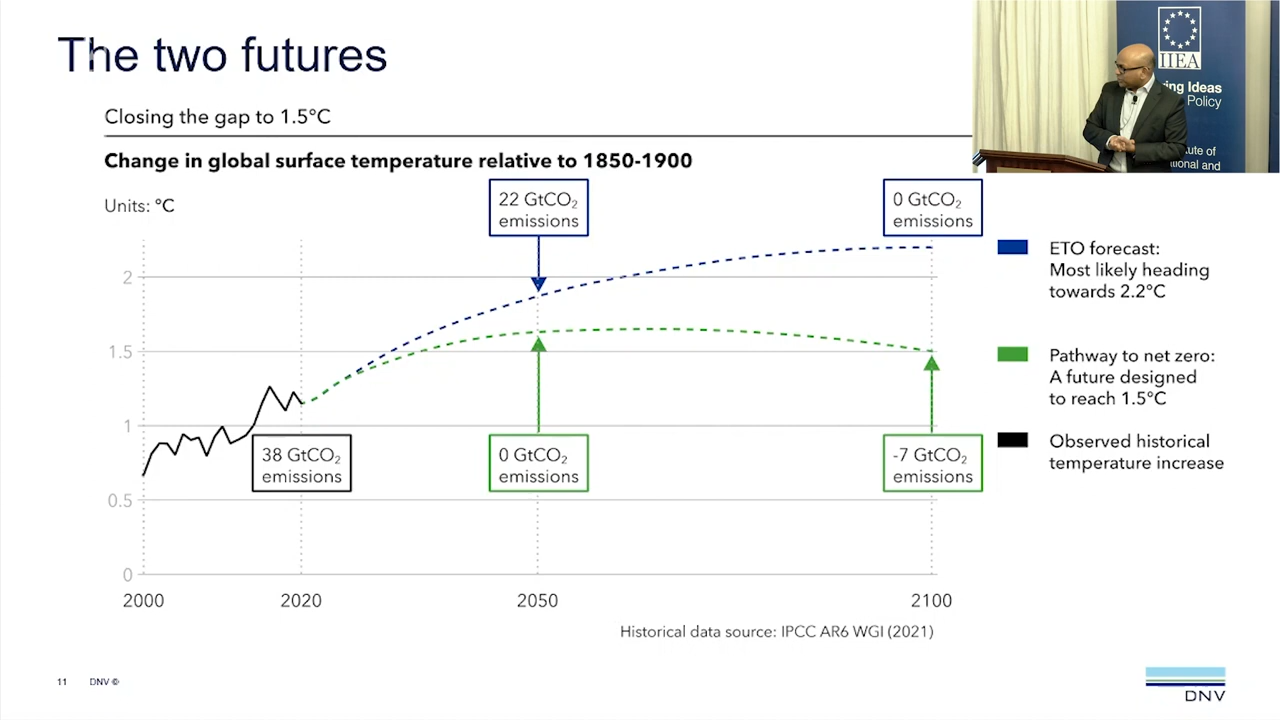 The two futures
Closing the gap to 1.5°C
Change in global surface temperature relative to 1850-1900
Units: °C
22 GtCO₂
emissions
0 GtCO₂
emissions
2
1.5
1
0.5
0
38 GtCO₂
emissions
0 GtCO₂
emissions
-7 GtCO₂
emissions
2000
2020
2050
2100
ETO forecast:
Most likely heading
towards 2.2°C
Pathway to net zero:
A future designed
to reach 1.5°C
Observed historical
temperature increase
Historical data source: IPCC AR6 WGI (2021)
11 DNV ©
DNV
IIEA
Ideas
Policy
of
and